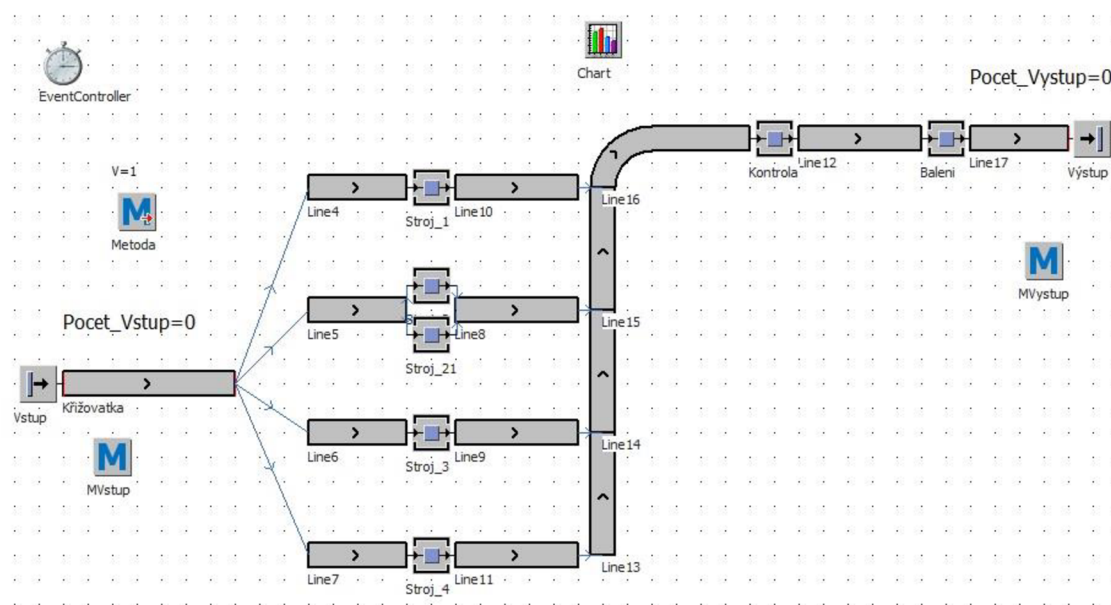 EventController
Chart
Pocet_Vystup=0
V=1
Metoda
Line4
Stroj_1
Line10
Line16
Kontrola
Line12
Baleni
Line17
Výstup
MVystup
Pocet_Vstup=0
Line5
Line8
Line15
Stroj_21
Vstup
Křižovatka
MVstup
Line6
Stroj_3
Line9
Line14
Line7
Stroj_4
Line11
Line13